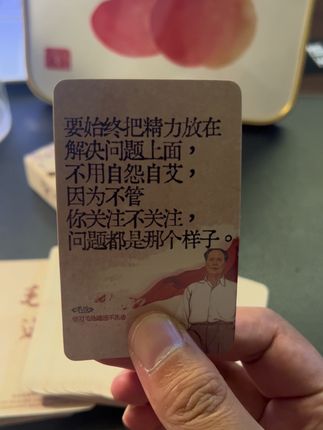 要始终把精力放在
解决问题上面，
不用自怨自艾，
因为不管
你关注不关注，
问题都是那个样子。